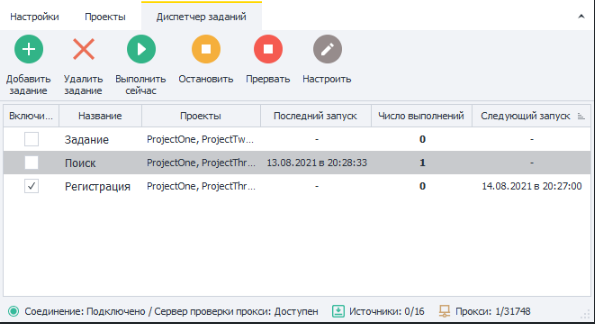 Настройки Проекты Диспетчер заданий
Добавить задание Удалить задание Выполнить сейчас Остановить Прервать Настроить
Включи... Название Проекты Последний запуск Число выполнений Следующий запуск
Задание ProjectOne, ProjectTw... - 0 -
Поиск ProjectOne, ProjectThr... 13.08.2021 в 20:28:33 1 -
Регистрация ProjectOne, ProjectThr... - 0 14.08.2021 в 20:27:00
Соединение: Подключено / Сервер проверки прокси: Доступен Источники: 0/16 Прокси: 1/31748